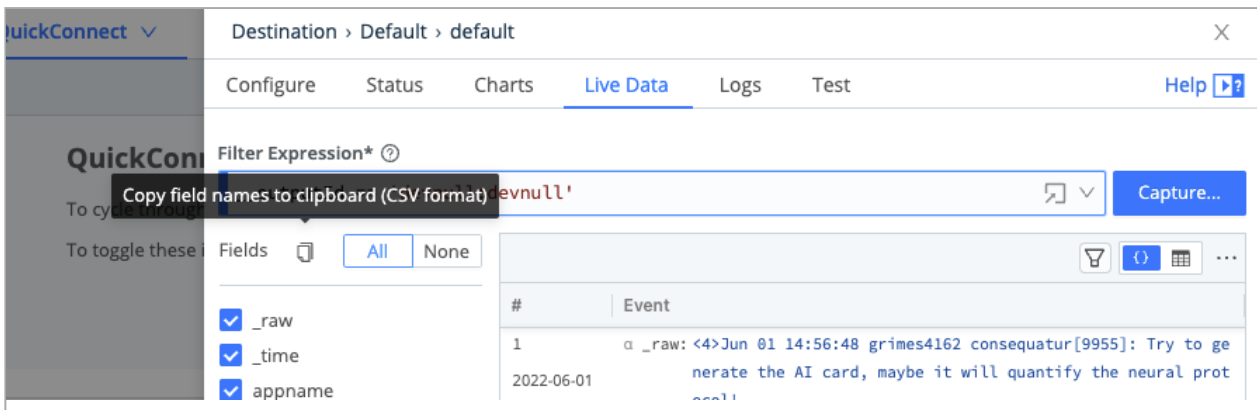 QuickConnect
Destination › Default › default
Configure Status Charts Live Data Logs Test Help
QuickConn
Filter Expression*
devnull'
Capture...
Copy field names to clipboard (CSV format)
To cycle through
To toggle these i
Fields All None
# Event
_raw
_time
appname
1
2022-06-01
α _raw: <4>Jun 01 14:56:48 grimes4162 consequatur[9955]: Try to ge
nerate the AI card, maybe it will quantify the neural prot
ocol!